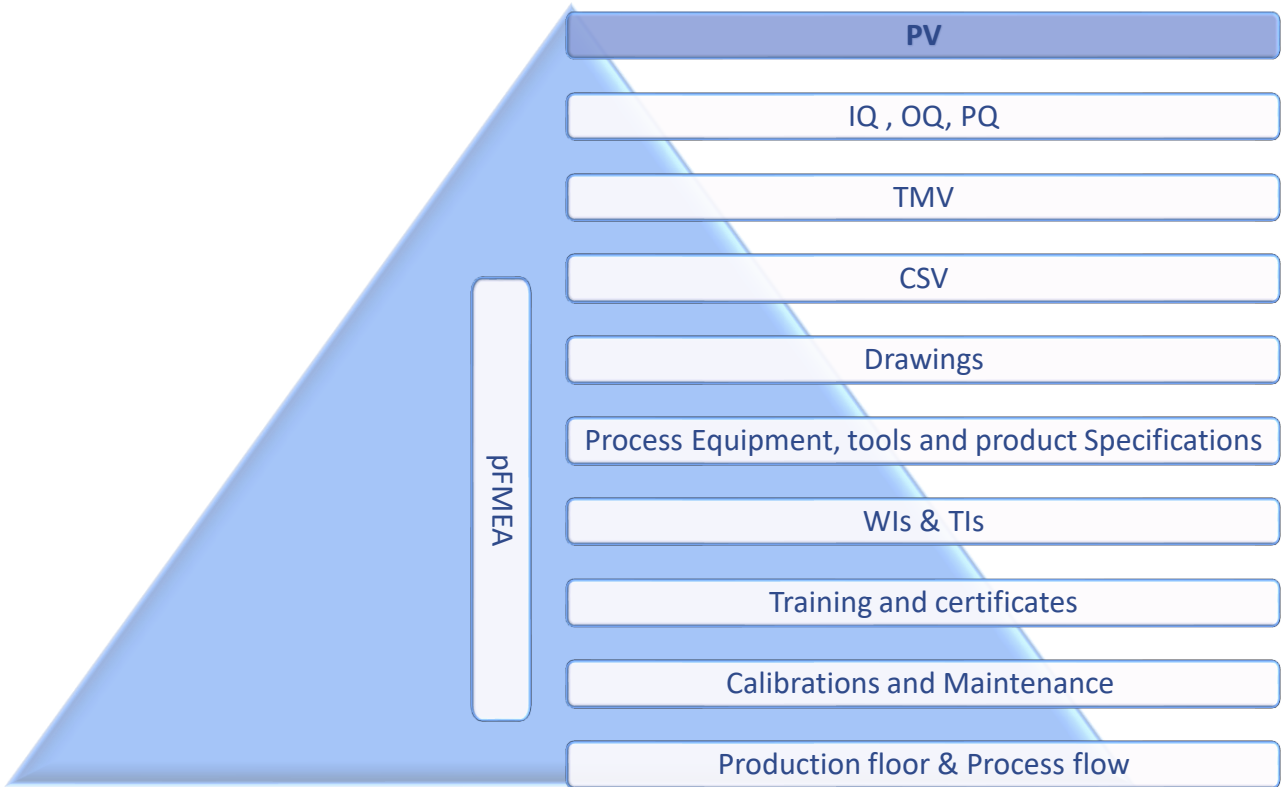 PV
IQ , OQ, PQ
TMV
CSV
Drawings
Process Equipment, tools and product Specifications
pFMEA
WIs & TIs
Training and certificates
Calibrations and Maintenance
Production floor & Process flow